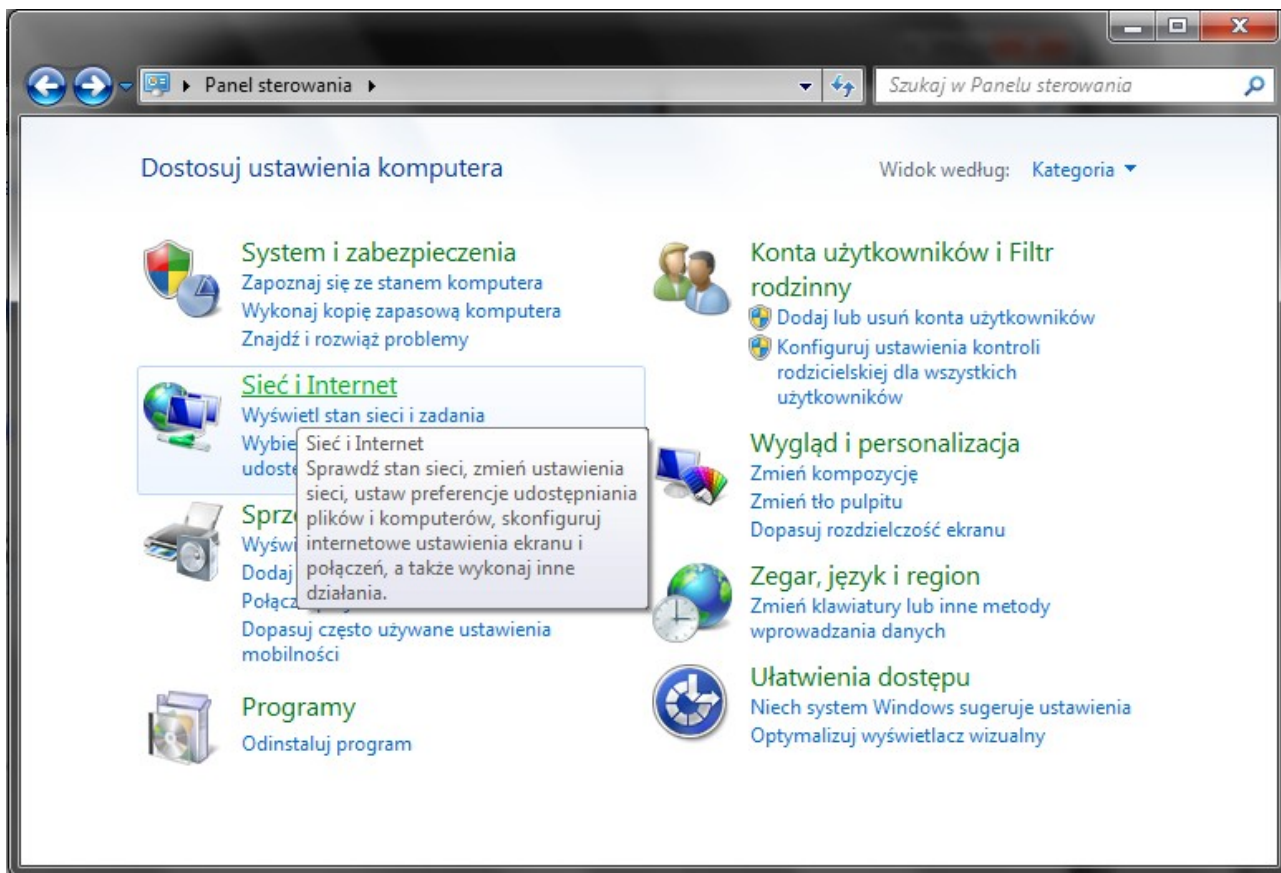 Panel sterowania
Szukaj w Panelu sterowania
Dostosuj ustawienia komputera
Widok według: Kategoria
System i zabezpieczenia
Zapoznaj się ze stanem komputera
Wykonaj kopię zapasową komputera
Znajdź i rozwiąż problemy
Sieć i Internet
Wyświetl stan sieci i zadania
Sieć i Internet
Sprawdź stan sieci, zmień ustawienia
sieci, ustaw preferencje udostępniania
plików i komputerów, skonfiguruj
internetowe ustawienia ekranu i
połączeń, a także wykonaj inne
działania.
Dodaj
Dopasuj często używane ustawienia
mobilności
Programy
Odinstaluj program
Konta użytkowników i Filtr
rodzinny
Dodaj lub usuń konta użytkowników
Konfiguruj ustawienia kontroli
rodzicielskiej dla wszystkich
użytkowników
Wygląd i personalizacja
Zmień kompozycję
Zmień tło pulpitu
Dopasuj rozdzielczość ekranu
Zegar, język i region
Zmień klawiatury lub inne metody
wprowadzania danych
Ułatwienia dostępu
Niech system Windows sugeruje ustawienia
Optymalizuj wyświetlacz wizualny